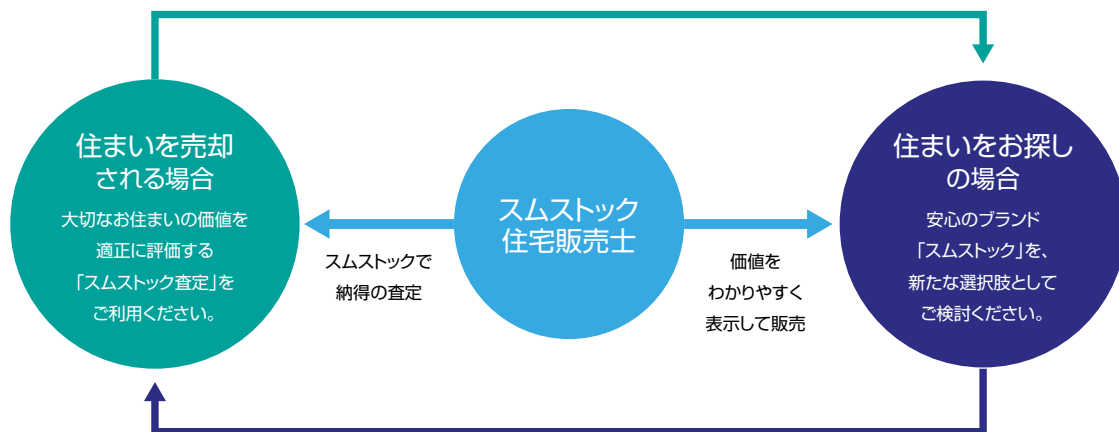 住まいを売却
される場合
大切なお住まいの価値を
適正に評価する
「スムストック査定」を
ご利用ください。
スムストックで
納得の査定
スムストック
住宅販売士
価値を
わかりやすく
表示して販売
住まいをお探し
の場合
安心のブランド
「スムストック」を、
新たな選択肢として
ご検討ください。